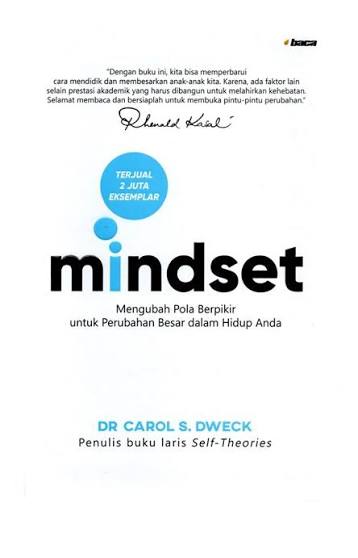 baca
"Dengan buku ini, kita bisa memperbarui
cara mendidik dan membesarkan anak-anak kita. Karena, ada faktor lain
selain prestasi akademik yang harus dibangun untuk melahirkan kehebatan.
Selamat membaca dan bersiaplah untuk membuka pintu-pintu perubahan."
Rhenald Kasali
TERJUAL
2 JUTA
EKSEMPLAR
mindset
Mengubah Pola Berpikir
untuk Perubahan Besar dalam Hidup Anda
DR CAROL S. DWECK
Penulis buku laris Self-Theories